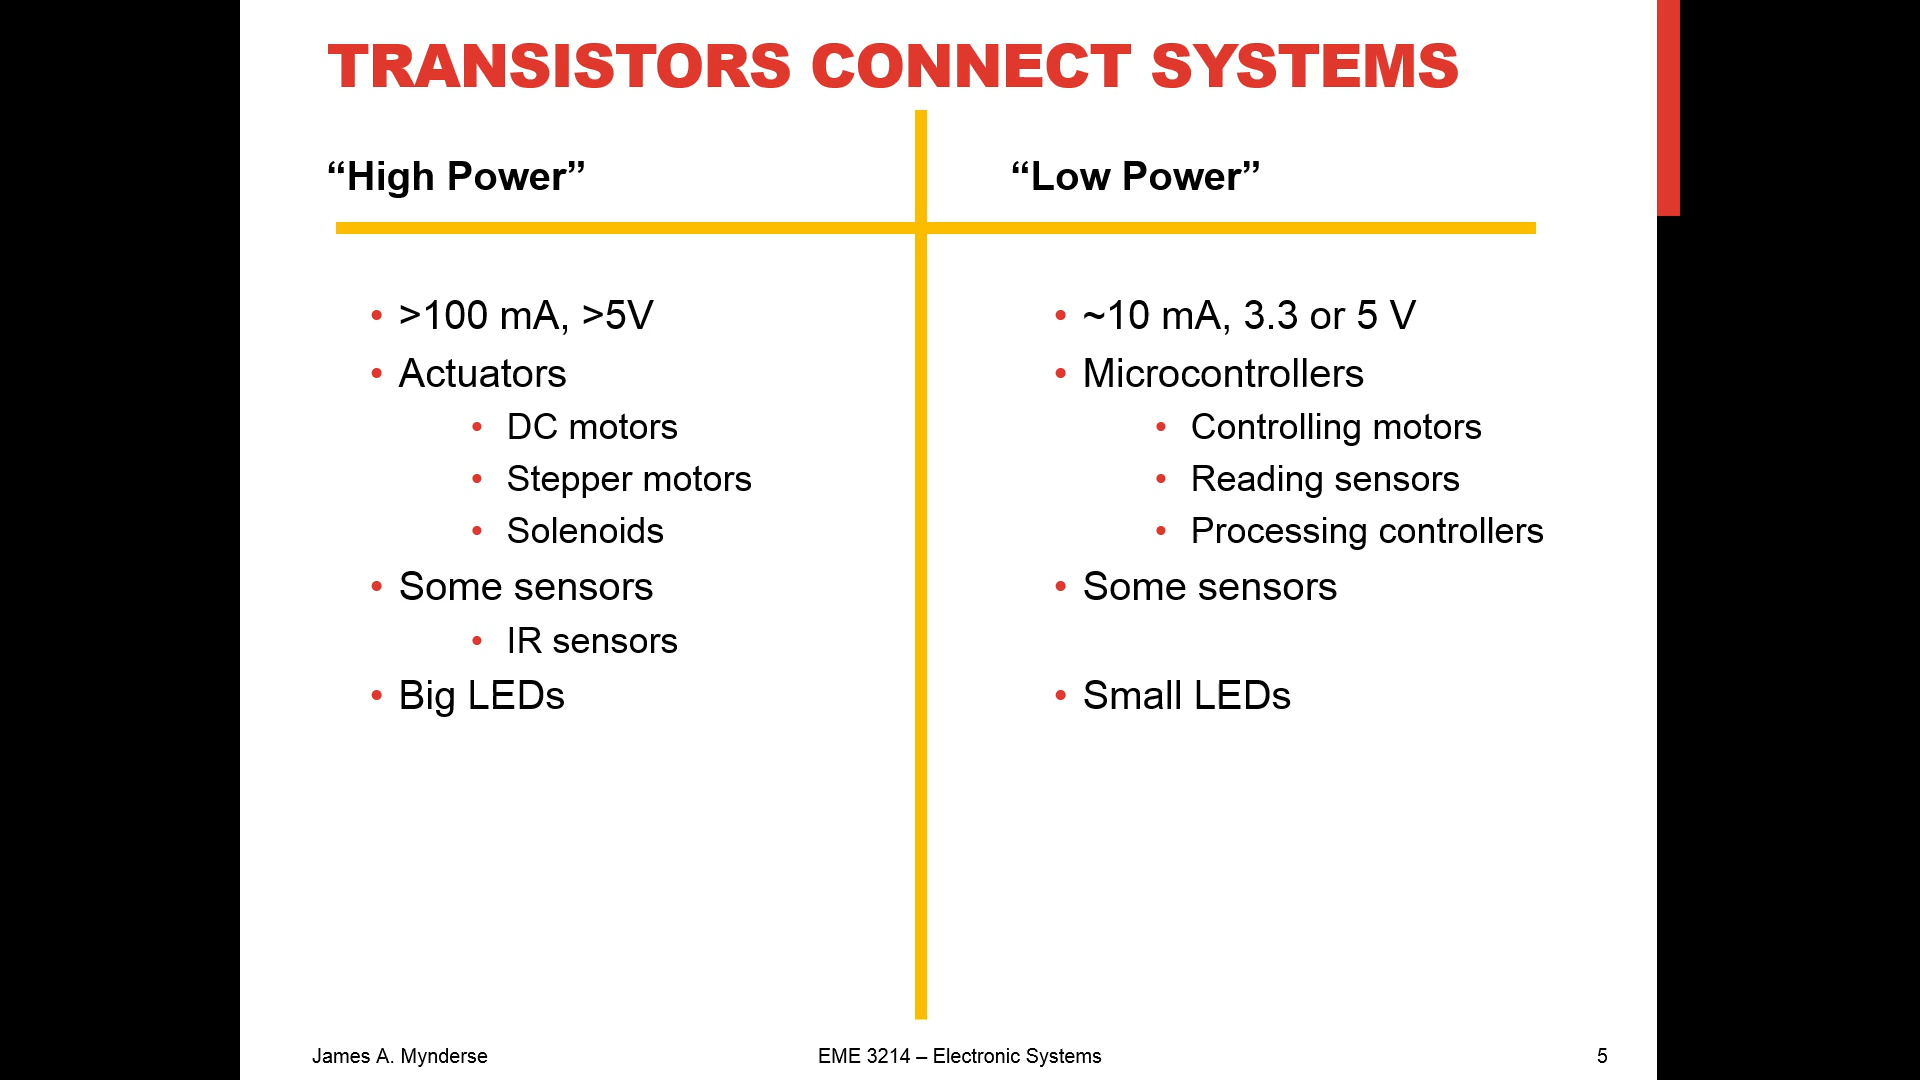 TRANSISTORS CONNECT SYSTEMS
“High Power”
• >100 mA, >5V
• Actuators
• DC motors
• Stepper motors
• Solenoids
• Some sensors
• IR sensors
• Big LEDs
“Low Power”
• ~10 mA, 3.3 or 5 V
• Microcontrollers
• Controlling motors
• Reading sensors
• Processing controllers
• Some sensors
• Small LEDs
James A. Mynderse
EME 3214 – Electronic Systems
5